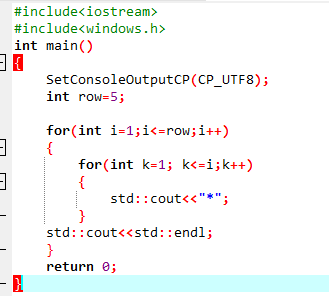 #include<iostream>
#include<windows.h>
int main()
{
    SetConsoleOutputCP(CP_UTF8);
    int row=5;

    for(int i=1;i<=row;i++)
    {
        for(int k=1; k<=i;k++)
        {
            std::cout<<"*";
        }
    std::cout<<std::endl;
    }
    return 0;
}